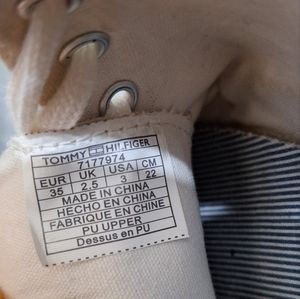 TOMMY HILFIGER
7177974
EUR UK USA CM
35 2.5 3 22
MADE IN CHINA
HECHO EN CHINA
FABRIQUE EN CHINE
PU UPPER
Dessus en PU